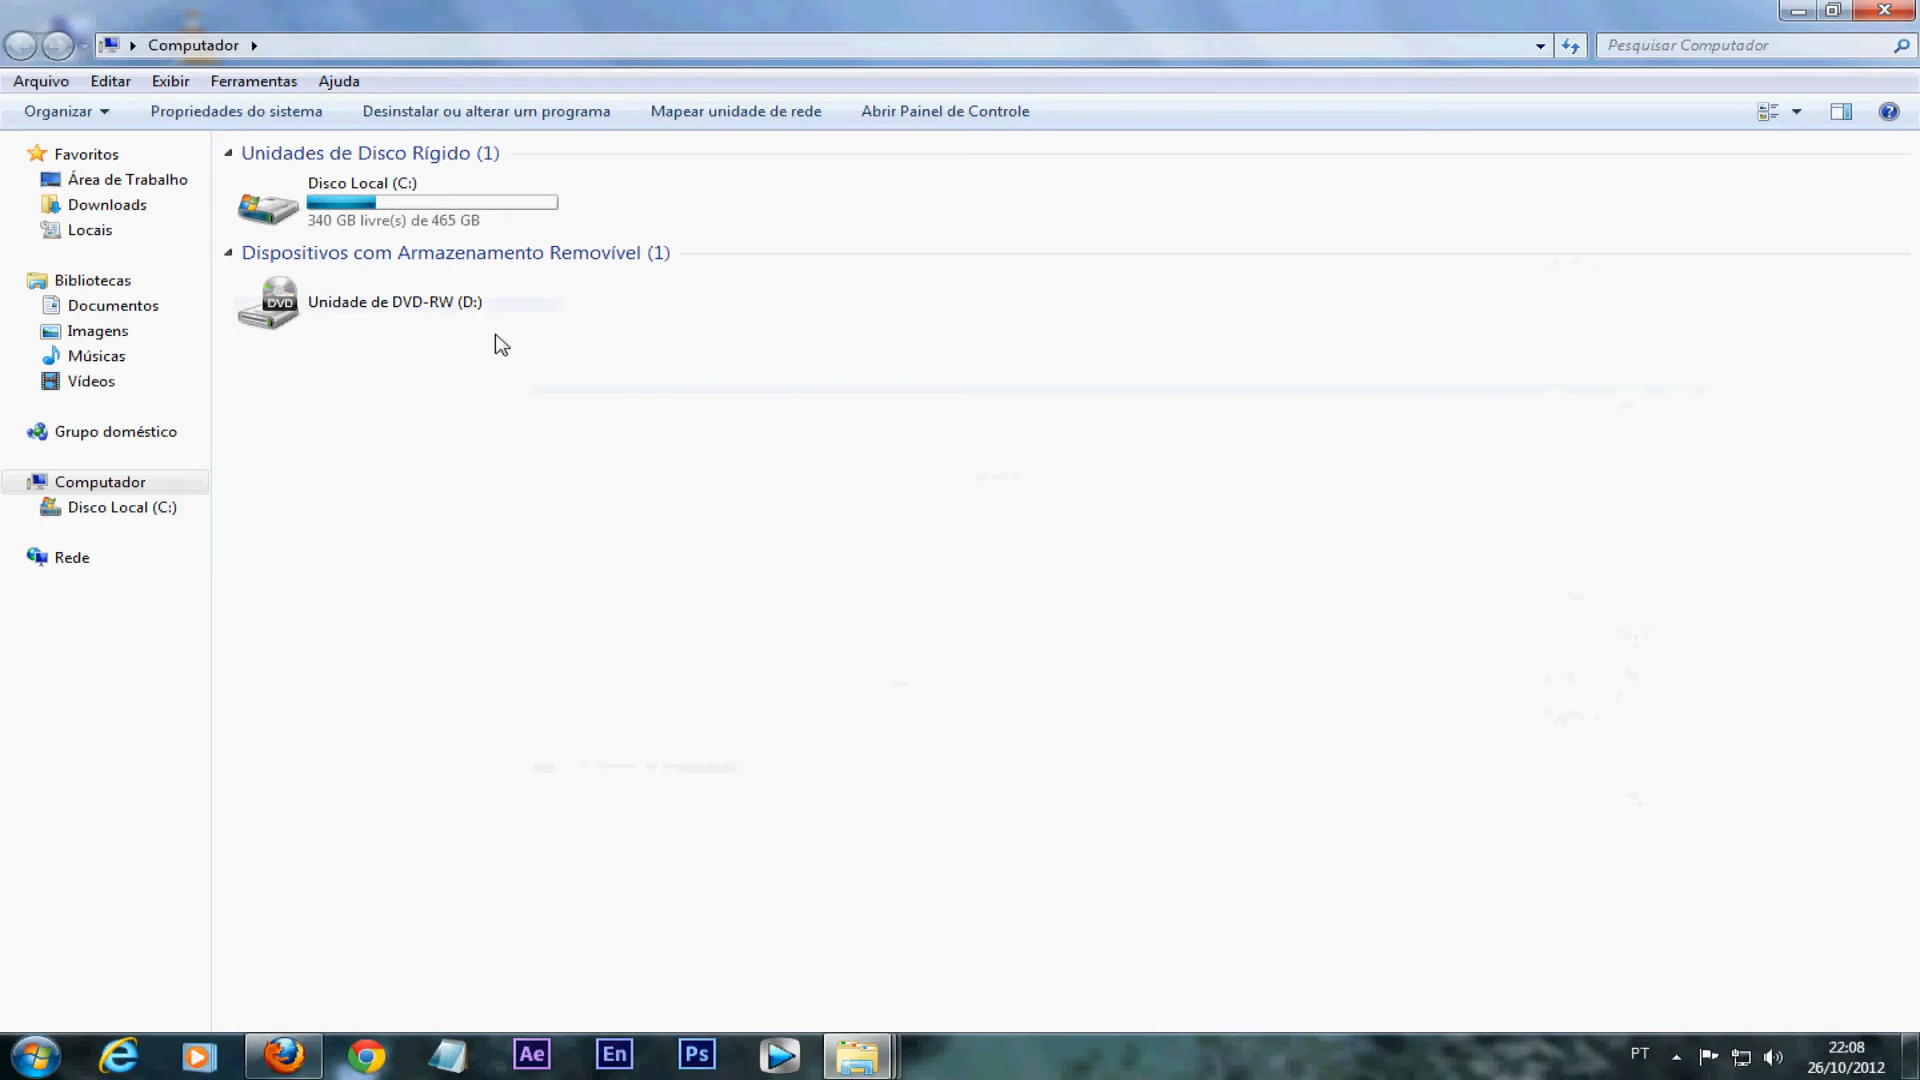 Computador
Pesquisar Computador
Arquivo Editar Exibir Ferramentas Ajuda
Organizar Propriedades do sistema Desinstalar ou alterar um programa Mapear unidade de rede Abrir Painel de Controle
Favoritos
Área de Trabalho
Downloads
Locais
Bibliotecas
Documentos
Imagens
Músicas
Vídeos
Grupo doméstico
Computador
Disco Local (C:)
Rede
Unidades de Disco Rígido (1)
Disco Local (C:)
340 GB livre(s) de 465 GB
Dispositivos com Armazenamento Removível (1)
DVD
Unidade de DVD-RW (D:)
Ae En Ps
PT
22:08
26/10/2012